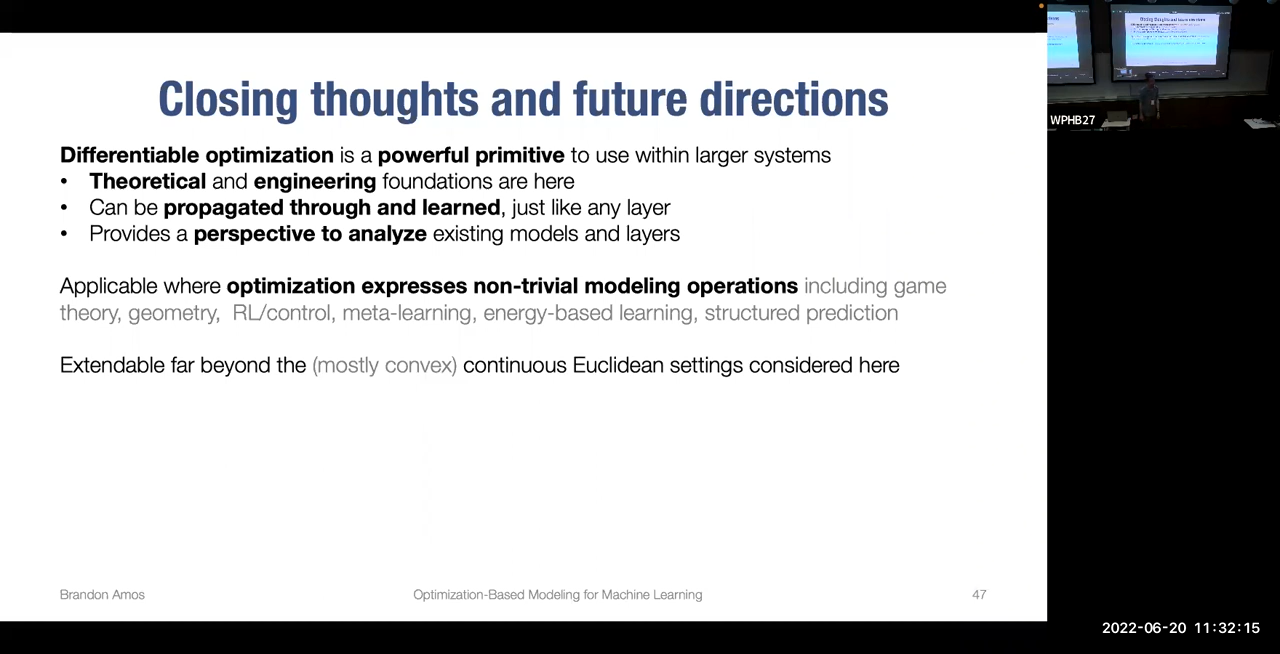 Closing thoughts and future directions
Differentiable optimization is a powerful primitive to use within larger systems
• Theoretical and engineering foundations are here
• Can be propagated through and learned, just like any layer
• Provides a perspective to analyze existing models and layers
Applicable where optimization expresses non-trivial modeling operations including game
theory, geometry, RL/control, meta-learning, energy-based learning, structured prediction
Extendable far beyond the (mostly convex) continuous Euclidean settings considered here
Brandon Amos
Optimization-Based Modeling for Machine Learning
47
WPHB27
2022-06-20 11:32:15